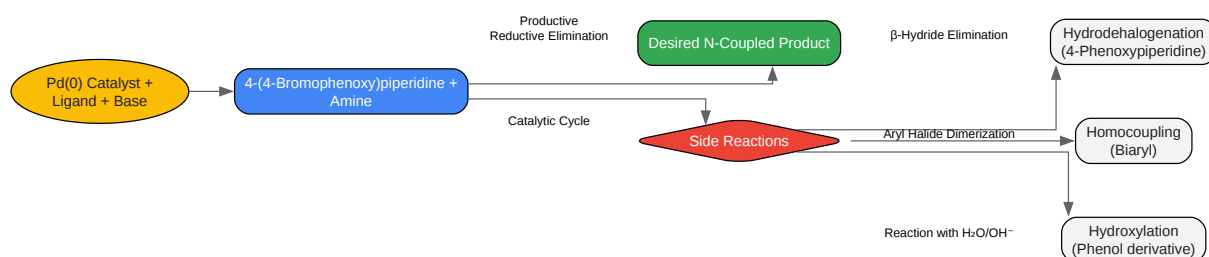 Pd(0) Catalyst +
Ligand + Base
4-(4-Bromophenoxy)piperidine +
Amine
Productive
Reductive Elimination
Desired N-Coupled Product
Catalytic Cycle
Side Reactions
β-Hydride Elimination
Hydrodehalogenation
(4-Phenoxypiperidine)
Aryl Halide Dimerization
Homocoupling
(Biaryl)
Reaction with H₂O/OH⁻
Hydroxylation
(Phenol derivative)